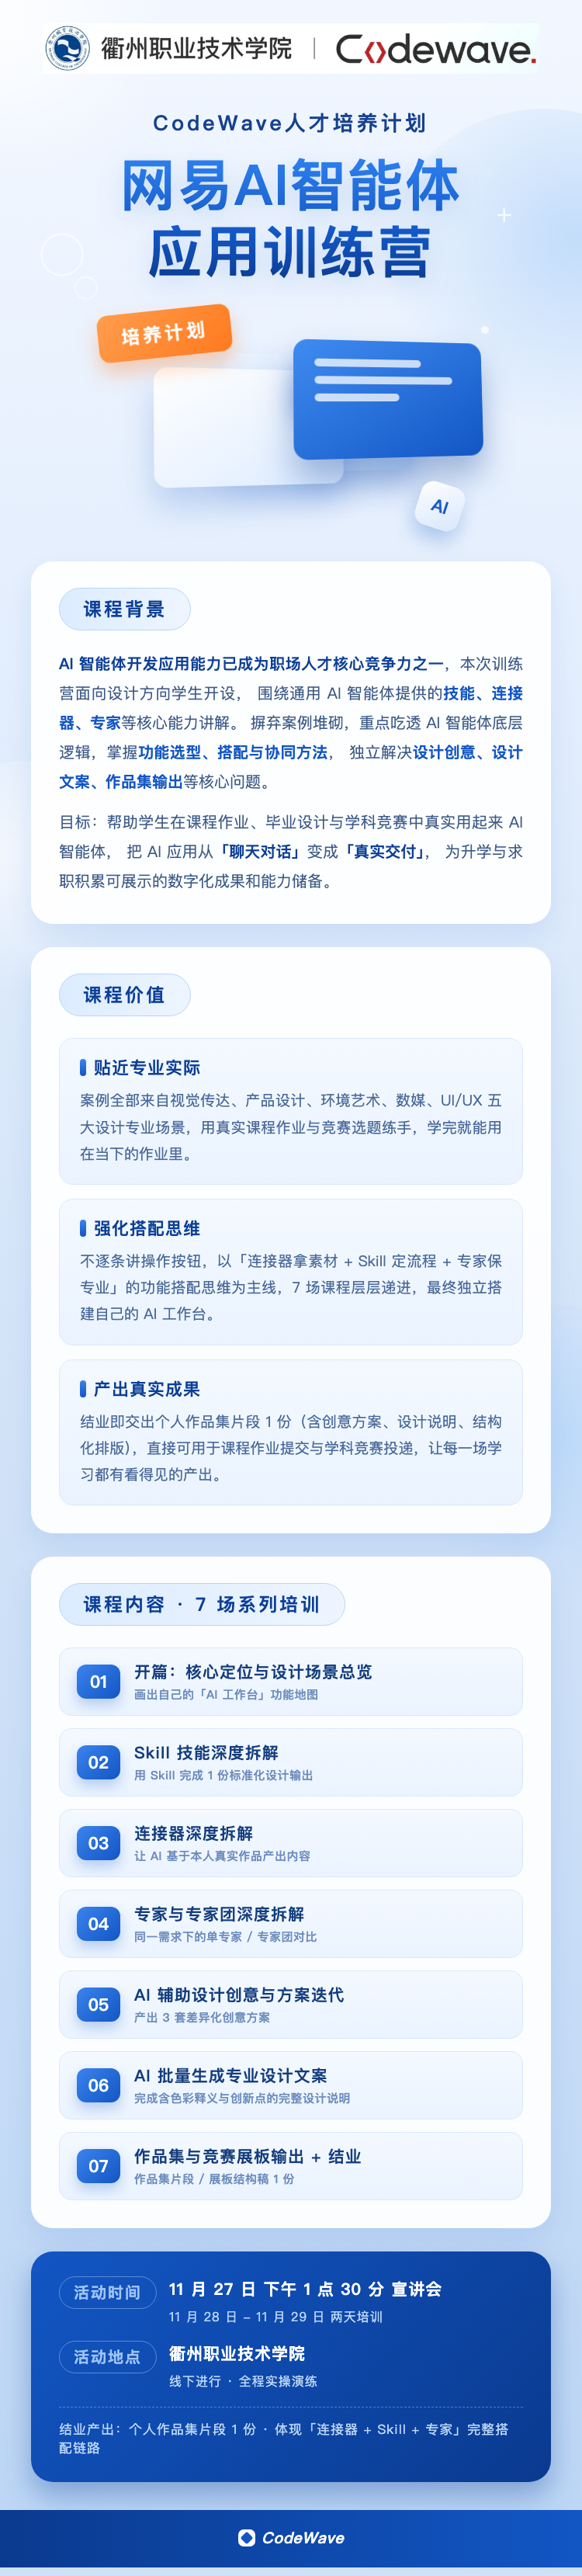 衢州职业技术学院 | Codewave.
CodeWave人才培养计划
网易AI智能体
应用训练营
培养计划
AI
课程背景
AI 智能体开发应用能力已成为职场人才核心竞争力之一，本次训练
营面向设计方向学生开设， 围绕通用 AI 智能体提供的技能、连接
器、专家等核心能力讲解。 摒弃案例堆砌，重点吃透 AI 智能体底层
逻辑，掌握功能选型、搭配与协同方法， 独立解决设计创意、设计
文案、作品集输出等核心问题。
目标：帮助学生在课程作业、毕业设计与学科竞赛中真实用起来 AI
智能体， 把 AI 应用从「聊天对话」变成「真实交付」， 为升学与求
职积累可展示的数字化成果和能力储备。
课程价值
贴近专业实际
案例全部来自视觉传达、产品设计、环境艺术、数媒、UI/UX 五
大设计专业场景，用真实课程作业与竞赛选题练手，学完就能用
在当下的作业里。
强化搭配思维
不逐条讲操作按钮，以「连接器拿素材 + Skill 定流程 + 专家保
专业」的功能搭配思维为主线，7 场课程层层递进，最终独立搭
建自己的 AI 工作台。
产出真实成果
结业即交出个人作品集片段 1 份（含创意方案、设计说明、结构
化排版），直接可用于课程作业提交与学科竞赛投递，让每一场学
习都有看得见的产出。
课程内容 · 7 场系列培训
01
开篇：核心定位与设计场景总览
画出自己的「AI 工作台」功能地图
02
Skill 技能深度拆解
用 Skill 完成 1 份标准化设计输出
03
连接器深度拆解
让 AI 基于本人真实作品产出内容
04
专家与专家团深度拆解
同一需求下的单专家 / 专家团对比
05
AI 辅助设计创意与方案迭代
产出 3 套差异化创意方案
06
AI 批量生成专业设计文案
完成含色彩释义与创新点的完整设计说明
07
作品集与竞赛展板输出 + 结业
作品集片段 / 展板结构稿 1 份
活动时间
11 月 27 日 下午 1 点 30 分 宣讲会
11 月 28 日 – 11 月 29 日 两天培训
活动地点
衢州职业技术学院
线下进行 · 全程实操演练
结业产出：个人作品集片段 1 份 · 体现「连接器 + Skill + 专家」完整搭
配链路
CodeWave